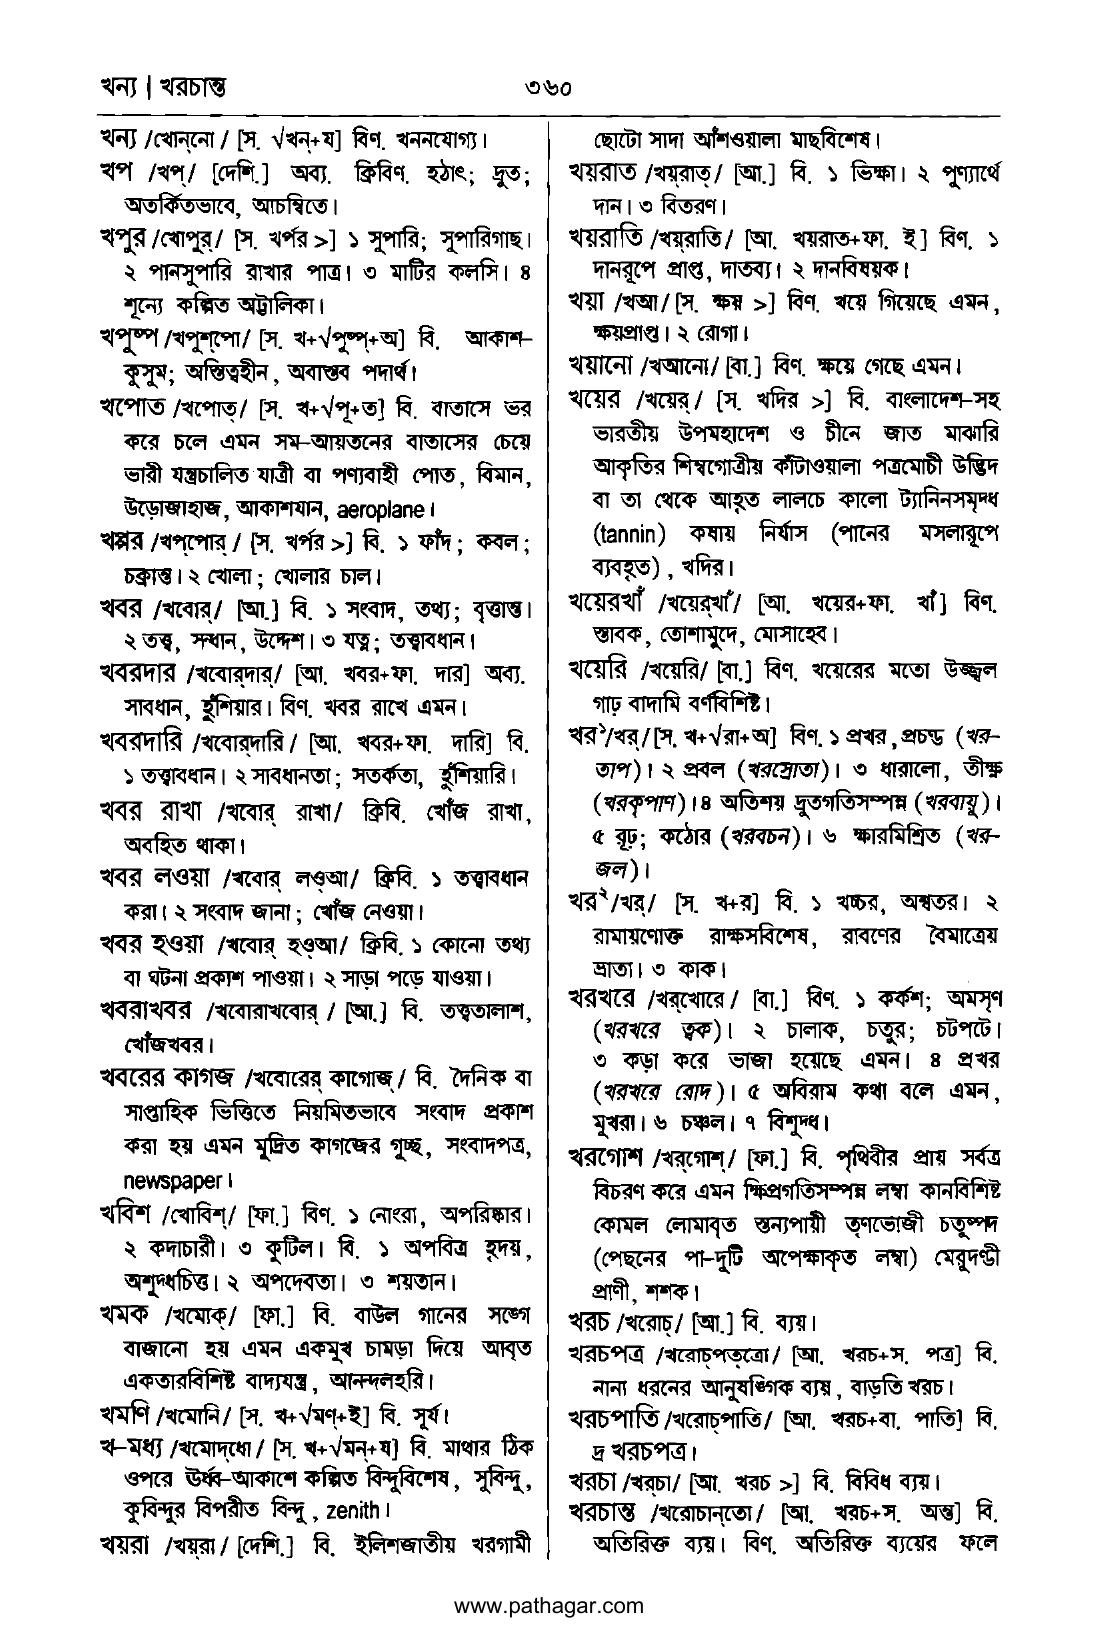 খন্য | খরচান্ত
৩৬০
খন্য /খোন্‌নো/ [স. √খন্‌+য] বিণ. খননযোগ্য।
খপ /খপ্‌/ [দেশি.] অব্য. ক্রিবিণ. হঠাৎ; দ্রুত;
অতর্কিতভাবে, আচম্বিতে।
খপুর /খোপুর্‌/ [স. খর্পর >] ১ সুপারি; সুপারিগাছ।
২ পানসুপারি রাখার পাত্র। ৩ মাটির কলসি। ৪
শূন্যে কল্পিত অট্টালিকা।
খপুষ্প /খপুশ্‌পো/ [স. খ+√পুষ্প্‌+অ] বি. আকাশ–
কুসুম; অস্তিত্বহীন, অবাস্তব পদার্থ।
খপোত /খপোত্‌/ [স. খ+√পূ+ত] বি. বাতাসে ভর
করে চলে এমন সম–আয়তনের বাতাসের চেয়ে
ভারী যন্ত্রচালিত যাত্রী বা পণ্যবাহী পোত, বিমান,
উড়োজাহাজ, আকাশযান, aeroplane।
খপ্পর /খপ্‌পোর্‌/ [স. খর্পর >] বি. ১ ফাঁদ; কবল;
চক্রান্ত। ২ খোলা; খোলার চাল।
খবর /খবোর্‌/ [আ.] বি. ১ সংবাদ, তথ্য; বৃত্তান্ত।
২ তত্ত্ব, সন্ধান, উদ্দেশ। ৩ যত্ন; তত্ত্বাবধান।
খবরদার /খবোর্‌দার্‌/ [আ. খবর+ফা. দার] অব্য.
সাবধান, হুঁশিয়ার। বিণ. খবর রাখে এমন।
খবরদারি /খবোর্‌দারি/ [আ. খবর+ফা. দারি] বি.
১ তত্ত্বাবধান। ২ সাবধানতা; সতর্কতা, হুঁশিয়ারি।
খবর রাখা /খবোর্‌ রাখা/ ক্রিবি. খোঁজ রাখা,
অবহিত থাকা।
খবর লওয়া /খবোর্‌ লওআ/ ক্রিবি. ১ তত্ত্বাবধান
করা। ২ সংবাদ জানা; খোঁজ নেওয়া।
খবর হওয়া /খবোর্‌ হওআ/ ক্রিবি. ১ কোনো তথ্য
বা ঘটনা প্রকাশ পাওয়া। ২ সাড়া পড়ে যাওয়া।
খবরাখবর /খবোরাখবোর্‌/ [আ.] বি. তত্ত্বতালাশ,
খোঁজখবর।
খবরের কাগজ /খবোরের্‌ কাগোজ্‌/ বি. দৈনিক বা
সাপ্তাহিক ভিত্তিতে নিয়মিতভাবে সংবাদ প্রকাশ
করা হয় এমন মুদ্রিত কাগজের গুচ্ছ, সংবাদপত্র,
newspaper।
খবিশ /খোবিশ্‌/ [ফা.] বিণ. ১ নোংরা, অপরিষ্কার।
২ কদাচারী। ৩ কুটিল। বি. ১ অপবিত্র হৃদয়,
অশুদ্ধচিত্ত। ২ অপদেবতা। ৩ শয়তান।
খমক /খমোক্‌/ [ফা.] বি. বাউল গানের সঙ্গে
বাজানো হয় এমন একমুখ চামড়া দিয়ে আবৃত
একতারবিশিষ্ট বাদ্যযন্ত্র, আনন্দলহরি।
খমণি /খমোনি/ [স. খ+√মণ্‌+ই] বি. সূর্য।
খ–মধ্য /খমোদ্‌ধো/ [স. খ+√মন্‌+য] বি. মাথার ঠিক
ওপরে ঊর্ধ্ব–আকাশে কল্পিত বিন্দুবিশেষ, সুবিন্দু,
কুবিন্দুর বিপরীত বিন্দু, zenith।
খয়রা /খয়্‌রা/ [দেশি.] বি. ইলিশজাতীয় খরগামী
ছোটো সাদা আঁশওয়ালা মাছবিশেষ।
খয়রাত /খয়্‌রাত্‌/ [আ.] বি. ১ ভিক্ষা। ২ পুণ্যার্থে
দান। ৩ বিতরণ।
খয়রাতি /খয়্‌রাতি/ [আ. খয়রাত+ফা. ই] বিণ. ১
দানরূপে প্রাপ্ত, দাতব্য। ২ দানবিষয়ক।
খয়া /খআ/ [স. ক্ষয় >] বিণ. খয়ে গিয়েছে এমন,
ক্ষয়প্রাপ্ত। ২ রোগা।
খয়ানো /খআনো/ [বা.] বিণ. ক্ষয়ে গেছে এমন।
খয়ের /খয়ের্‌/ [স. খদির >] বি. বাংলাদেশ–সহ
ভারতীয় উপমহাদেশ ও চীনে জাত মাঝারি
আকৃতির শিম্বগোত্রীয় কাঁটাওয়ালা পত্রমোচী উদ্ভিদ
বা তা থেকে আহৃত লালচে কালো ট্যানিনসমৃদ্ধ
(tannin) কষায় নির্যাস (পানের মসলারূপে
ব্যবহৃত), খদির।
খয়েরখাঁ /খয়ের্‌খাঁ/ [আ. খয়ের+ফা. খাঁ] বিণ.
স্তাবক, তোশামুদে, মোসাহেব।
খয়েরি /খয়েরি/ [বা.] বিণ. খয়েরের মতো উজ্জ্বল
গাঢ় বাদামি বর্ণবিশিষ্ট।
খর১ /খর্‌/ [স. খ+√রা+অ] বিণ. ১ প্রখর, প্রচন্ড (খর–
তাপ)। ২ প্রবল (খরস্রোতা)। ৩ ধারালো, তীক্ষ্ণ
(খরকৃপাণ)। ৪ অতিশয় দ্রুতগতিসম্পন্ন (খরবায়ু)।
৫ রূঢ়; কঠোর (খরবচন)। ৬ ক্ষারমিশ্রিত (খর–
জল)।
খর২ /খর্‌/ [স. খ+র] বি. ১ খচ্চর, অশ্বতর। ২
রামায়ণোক্ত রাক্ষসবিশেষ, রাবণের বৈমাত্রেয়
ভ্রাতা। ৩ কাক।
খরখরে /খর্‌খোরে/ [বা.] বিণ. ১ কর্কশ; অমসৃণ
(খরখরে ত্বক)। ২ চালাক, চতুর; চটপটে।
৩ কড়া করে ভাজা হয়েছে এমন। ৪ প্রখর
(খরখরে রোদ)। ৫ অবিরাম কথা বলে এমন,
মুখরা। ৬ চঞ্চল। ৭ বিশুদ্ধ।
খরগোশ /খর্‌গোশ্‌/ [ফা.] বি. পৃথিবীর প্রায় সর্বত্র
বিচরণ করে এমন ক্ষিপ্রগতিসম্পন্ন লম্বা কানবিশিষ্ট
কোমল লোমাবৃত স্তন্যপায়ী তৃণভোজী চতুষ্পদ
(পেছনের পা–দুটি অপেক্ষাকৃত লম্বা) মেরুদণ্ডী
প্রাণী, শশক।
খরচ /খরোচ্‌/ [আ.] বি. ব্যয়।
খরচপত্র /খরোচ্‌পত্‌ত্রো/ [আ. খরচ+স. পত্র] বি.
নানা ধরনের আনুষঙ্গিক ব্যয়, বাড়তি খরচ।
খরচপাতি /খরোচ্‌পাতি/ [আ. খরচ+বা. পাতি] বি.
দ্র খরচপত্র।
খরচা /খর্‌চা/ [আ. খরচ >] বি. বিবিধ ব্যয়।
খরচান্ত /খরোচান্‌তো/ [আ. খরচ+স. অন্ত] বি.
অতিরিক্ত ব্যয়। বিণ. অতিরিক্ত ব্যয়ের ফলে
www.pathagar.com